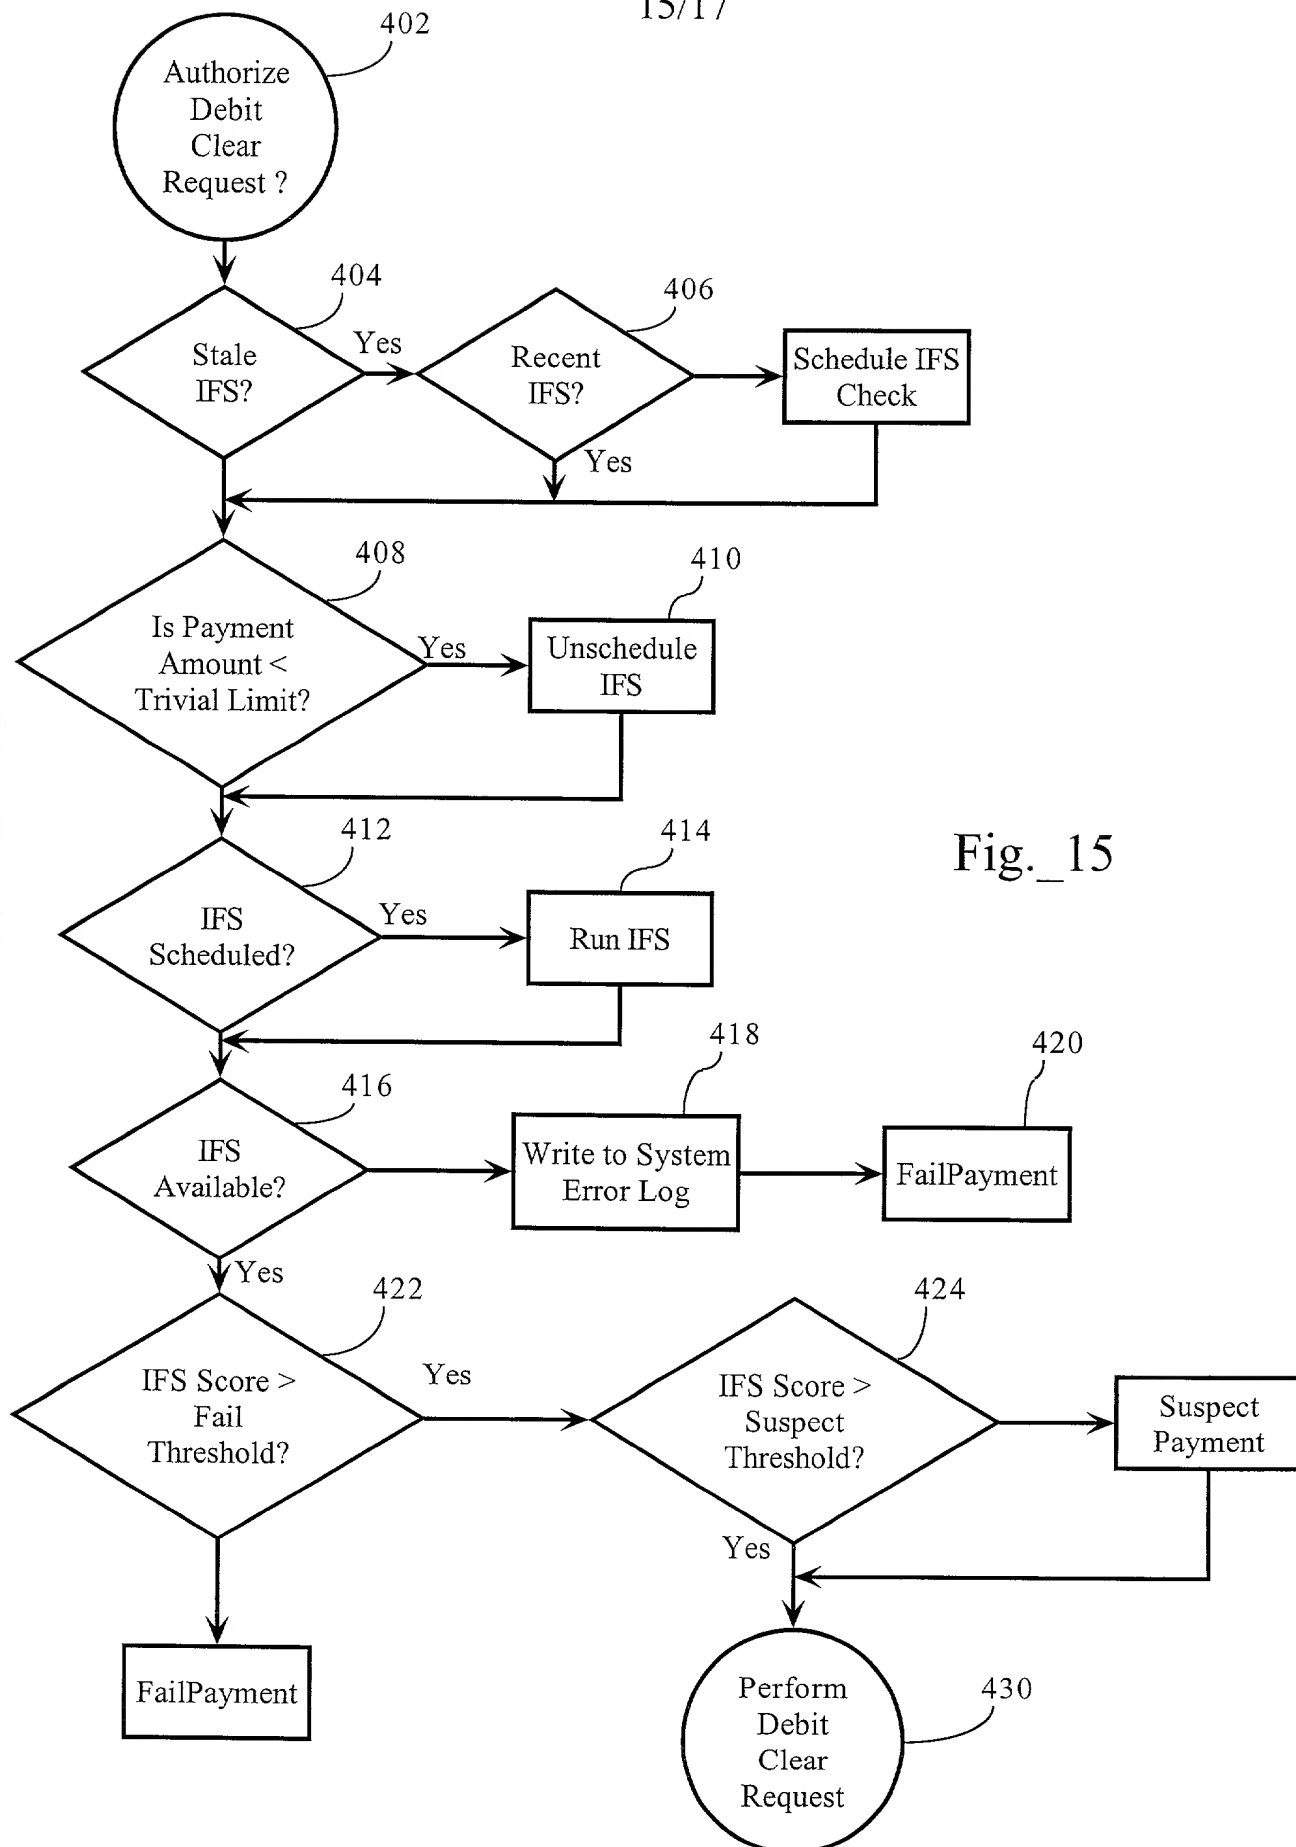 15/17
402
Authorize
Debit
Clear
Request ?
404
406
Stale
IFS?
Yes
Recent
IFS?
Schedule IFS
Check
Yes
408
410
Is Payment
Amount <
Trivial Limit?
Yes
Unschedule
IFS
412
414
Fig._15
IFS
Scheduled?
Yes
Run IFS
416
418
420
IFS
Available?
Write to System
Error Log
FailPayment
Yes
422
424
IFS Score >
Fail
Threshold?
Yes
IFS Score >
Suspect
Threshold?
Suspect
Payment
Yes
FailPayment
Perform
Debit
Clear
Request
430